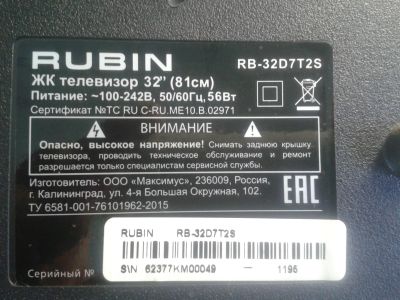 RUBIN RB-32D7T2S
ЖК телевизор 32" (81см)
Питание: ~100-242В, 50/60Гц, 56Вт
Сертификат №TC RU C-RU.ME10.B.02971
ВНИМАНИЕ
Опасно, высокое напряжение! Снимать заднюю крышку
телевизора, проводить техническое обслуживание и ремонт
разрешается только специалистам сервисной службы.
Изготовитель: ООО «Максимус», 236009, Россия,
г. Калининград, ул. 4-я Большая Окружная, 102.
ТУ 6581-001-76101962-2015
EAC
RUBIN RB-32D7T2S
Серийный № S\N 62377KM00049 — 1195